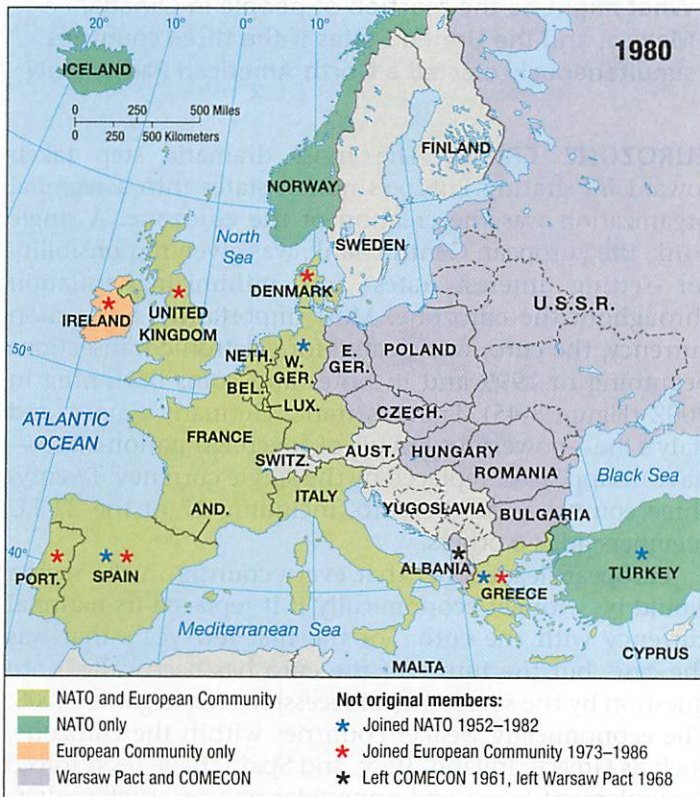 20°
10°
0°
10°
1980
ICELAND
0 250 500 Miles
0 250 500 Kilometers
FINLAND
NORWAY
SWEDEN
North
Sea
DENMARK
U.S.S.R.
IRELAND
UNITED
KINGDOM
50°
NETH.
W.
GER.
E.
GER.
POLAND
BEL.
LUX.
CZECH.
ATLANTIC
OCEAN
FRANCE
AUST.
HUNGARY
SWITZ.
ROMANIA
Black Sea
ITALY
YUGOSLAVIA
AND.
BULGARIA
40°
PORT.
SPAIN
ALBANIA
TURKEY
GREECE
Mediterranean Sea
CYPRUS
MALTA
NATO and European Community
NATO only
European Community only
Warsaw Pact and COMECON
Not original members:
* Joined NATO 1952–1982
* Joined European Community 1973–1986
* Left COMECON 1961, left Warsaw Pact 1968